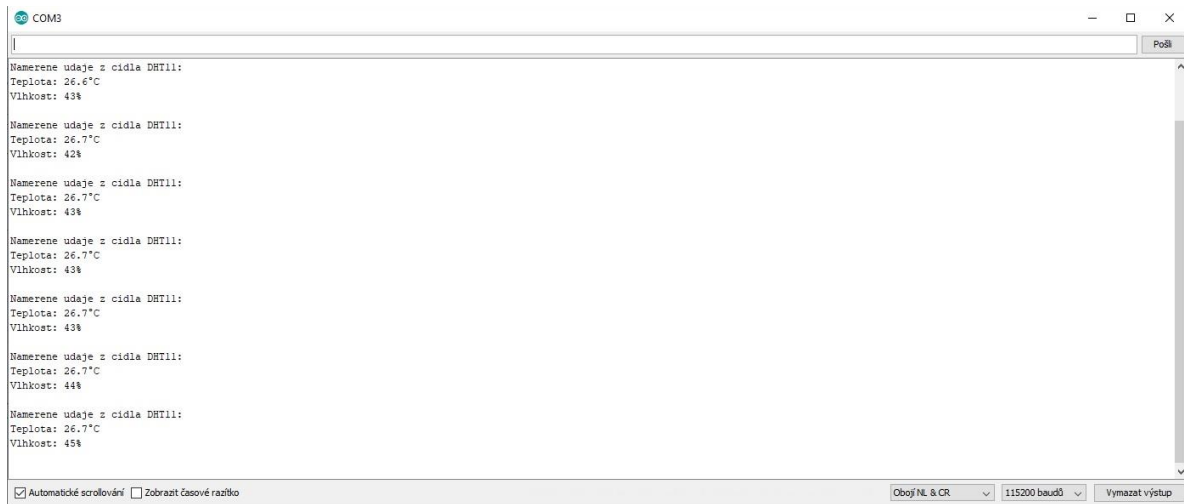 COM3
Pošli
Namerene udaje z cidla DHT11:
Teplota: 26.6°C
Vlhkost: 43%
Namerene udaje z cidla DHT11:
Teplota: 26.7°C
Vlhkost: 42%
Namerene udaje z cidla DHT11:
Teplota: 26.7°C
Vlhkost: 43%
Namerene udaje z cidla DHT11:
Teplota: 26.7°C
Vlhkost: 43%
Namerene udaje z cidla DHT11:
Teplota: 26.7°C
Vlhkost: 43%
Namerene udaje z cidla DHT11:
Teplota: 26.7°C
Vlhkost: 44%
Namerene udaje z cidla DHT11:
Teplota: 26.7°C
Vlhkost: 45%
Automatické scrollování Zobrazit časové razítko Obojí NL & CR 115200 baudů Vymazat výstup